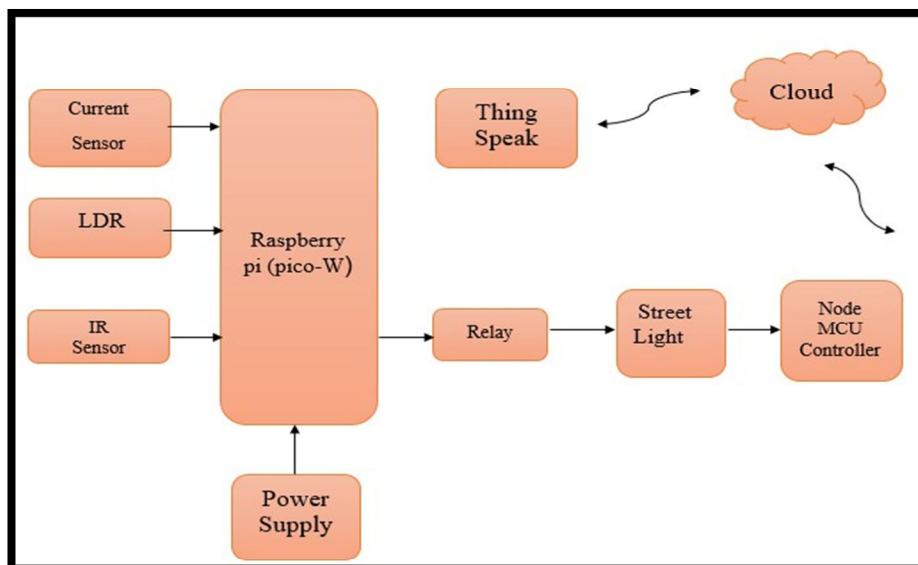 Current
Sensor
LDR
IR
Sensor
Raspberry
pi (pico-W)
Power
Supply
Thing
Speak
Cloud
Relay
Street
Light
Node
MCU
Controller